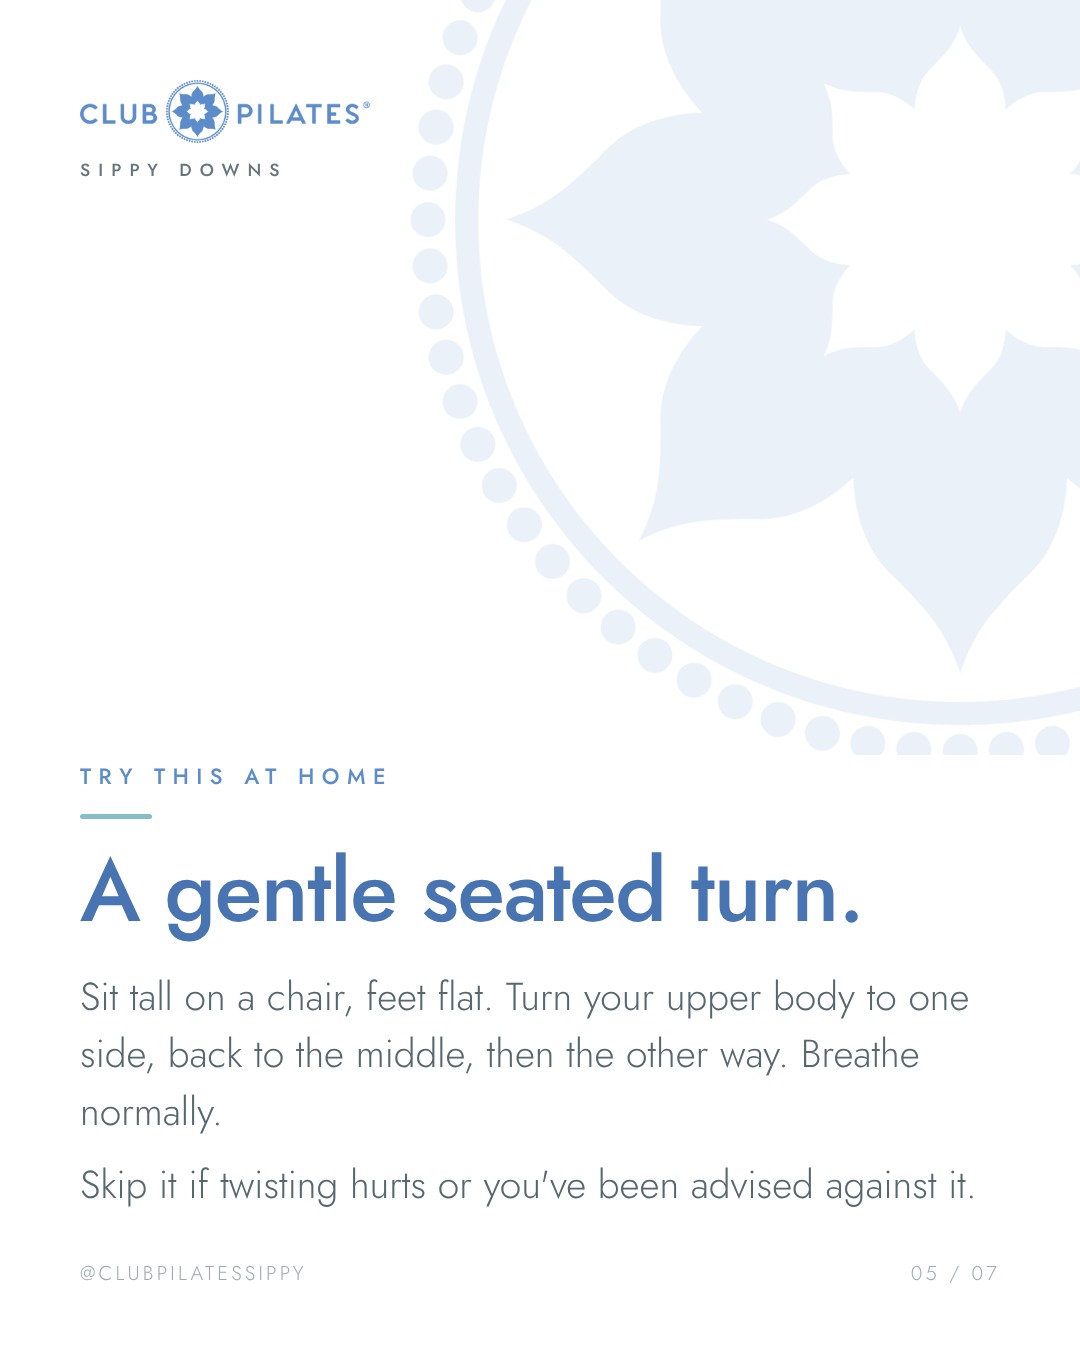 CLUB PILATES®
SIPPY DOWNS
TRY THIS AT HOME
A gentle seated turn.
Sit tall on a chair, feet flat. Turn your upper body to one
side, back to the middle, then the other way. Breathe
normally.
Skip it if twisting hurts or you've been advised against it.
@CLUBPILATESSIPPY
05 / 07